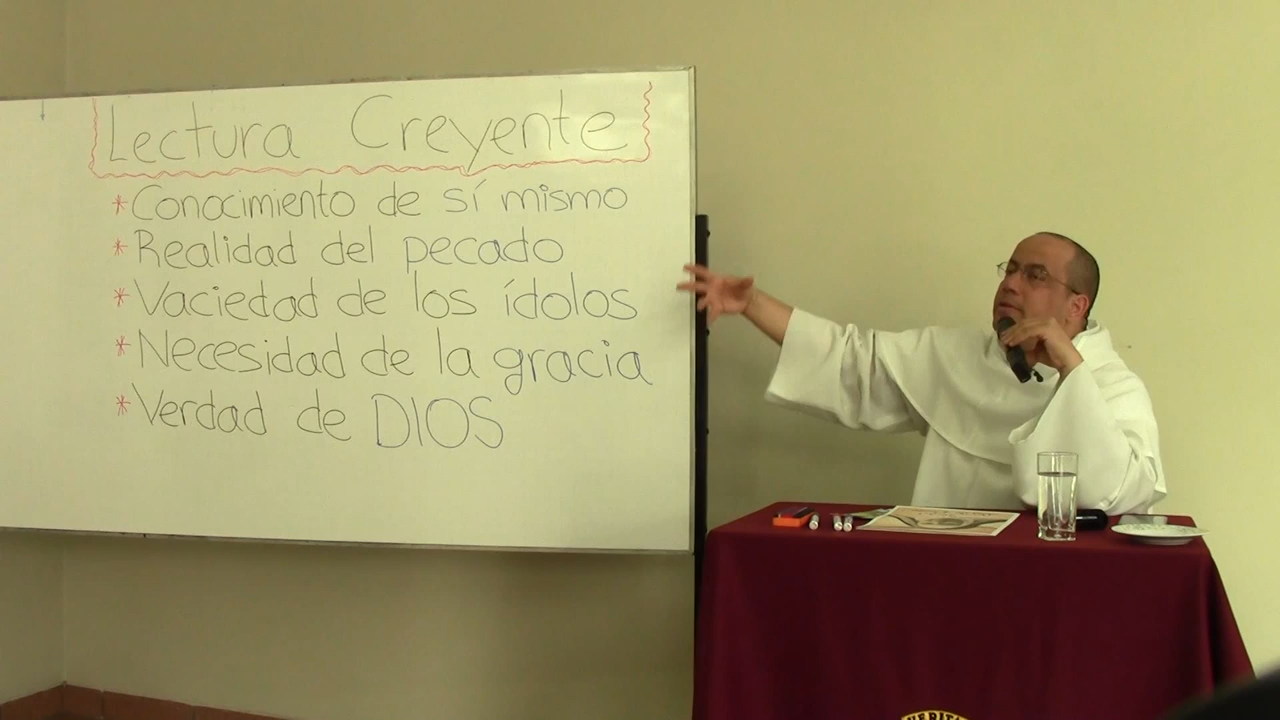 Lectura Creyente
* Conocimiento de sí mismo
* Realidad del pecado
* Vaciedad de los ídolos
* Necesidad de la gracia
* Verdad de DIOS